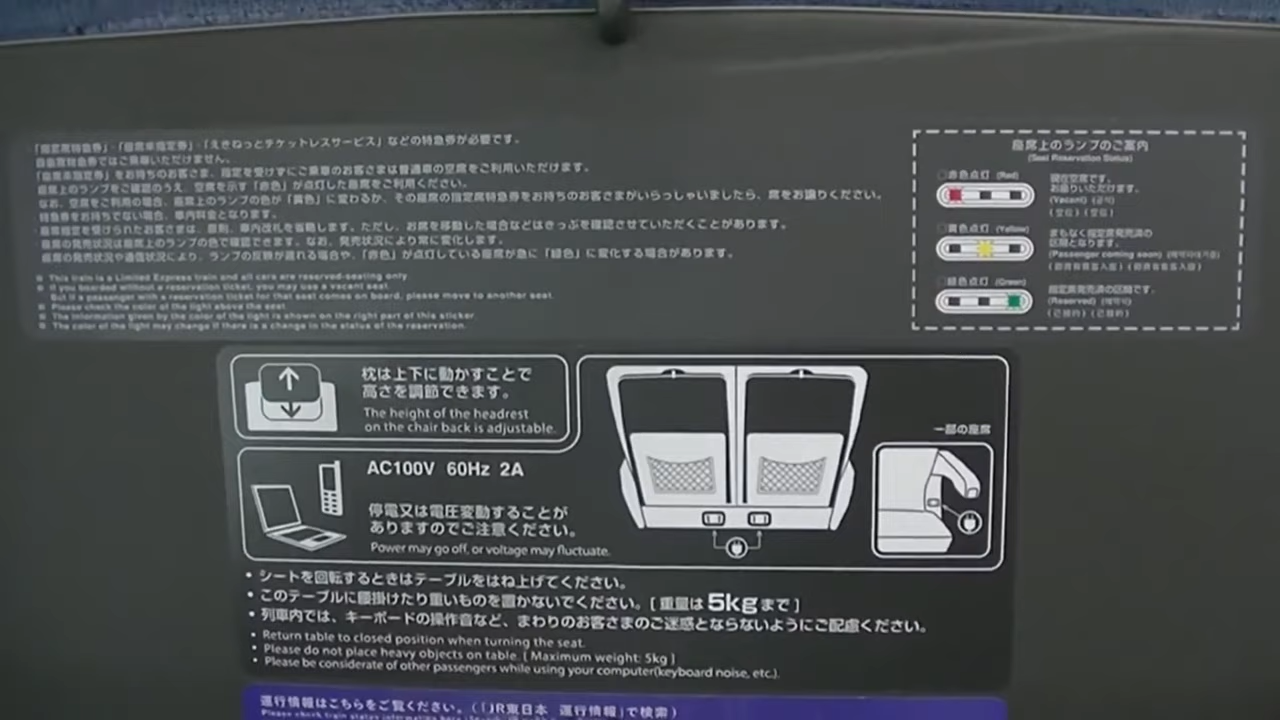 「指定席特急券」・「座席未指定券」・「えきねっとチケットレスサービス」などの特急券が必要です。
自由席特急券ではご乗車いただけません。
「座席未指定券」をお持ちのお客さま、指定を受けずにご乗車のお客さまは普通車の空席をご利用いただけます。
座席上のランプをご確認のうえ、空席を示す「赤色」が点灯した座席をご利用ください。
なお、空席をご利用の場合、座席上のランプの色が「黄色」に変わるか、その座席の指定席特急券をお持ちのお客さまがいらっしゃいましたら、席をお譲りください。
特急券をお持ちでない場合、車内料金となります。
座席指定を受けられたお客さまは、原則、車内改札を省略します。ただし、お席を移動した場合などはきっぷを確認させていただくことがあります。
座席の発売状況は座席上のランプの色で確認できます。なお、発売状況により常に変化します。
座席の発売状況や通信状況により、ランプの反映が遅れる場合や、「赤色」が点灯している座席が急に「緑色」に変化する場合があります。
This train is a Limited Express train and all cars are reserved-seating only
If you boarded without a reservation ticket, you may use a vacant seat.
But if a passenger with a reservation ticket for that seat comes on board, please move to another seat.
Please check the color of the light above the seat.
The information given by the color of the light is shown on the right part of this sticker.
The color of the light may change if there is a change in the status of the reservation.
座席上のランプのご案内
(Seat Reservation Status)
赤色点灯 (Red)
現在空席です。
お座りいただけます。
(Vacant)
(空位) (空位)
黄色点灯 (Yellow)
まもなく指定席発売済の
区間となります。
(Passenger coming soon)
緑色点灯 (Green)
指定席発売済の区間です。
(Reserved)
枕は上下に動かすことで
高さを調節できます。
The height of the headrest
on the chair back is adjustable.
AC100V 60Hz 2A
停電又は電圧変動することが
ありますのでご注意ください。
Power may go off, or voltage may fluctuate.
一部の座席
• シートを回転するときはテーブルをはね上げてください。
• このテーブルに腰掛けたり重いものを置かないでください。[ 重量は5kgまで ]
• 列車内では、キーボードの操作音など、まわりのお客さまのご迷惑とならないようにご配慮ください。
• Return table to closed position when turning the seat.
• Please do not place heavy objects on table. [ Maximum weight: 5kg ]
• Please be considerate of other passengers while using your computer(keyboard noise, etc.).
運行情報はこちらをご覧ください。(「JR東日本 運行情報」で検索)
Please check train status information here